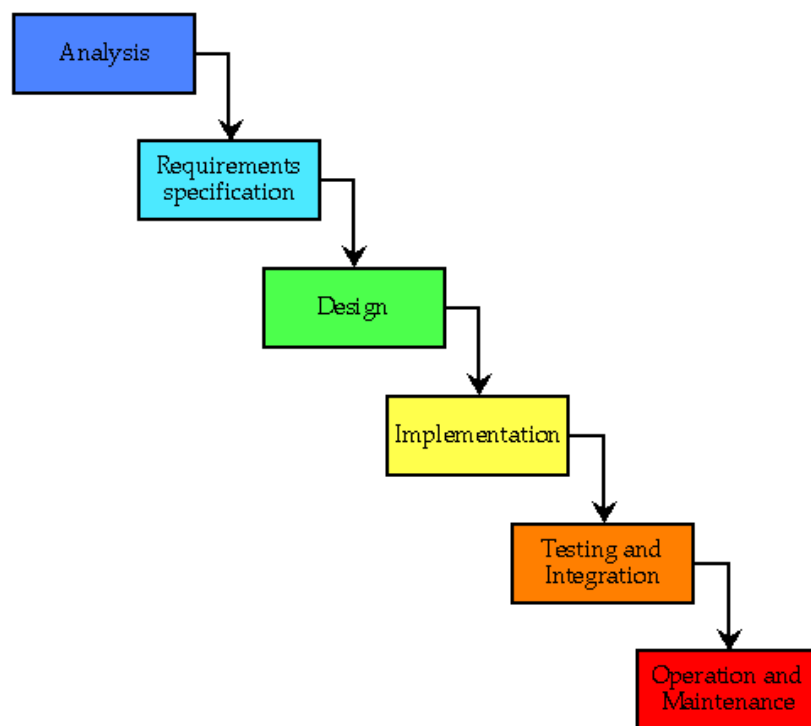 Analysis
Requirements
specification
Design
Implementation
Testing and
Integration
Operation and
Maintenance